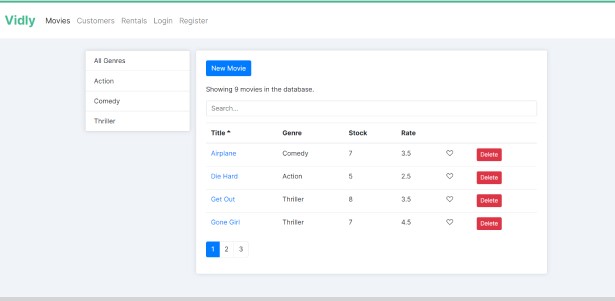 Vidly Movies Customers Rentals Login Register
All Genres
Action
Comedy
Thriller
New Movie
Showing 9 movies in the database.
Search...
Title Genre Stock Rate
Airplane Comedy 7 3.5 Delete
Die Hard Action 5 2.5 Delete
Get Out Thriller 8 3.5 Delete
Gone Girl Thriller 7 4.5 Delete
1 2 3